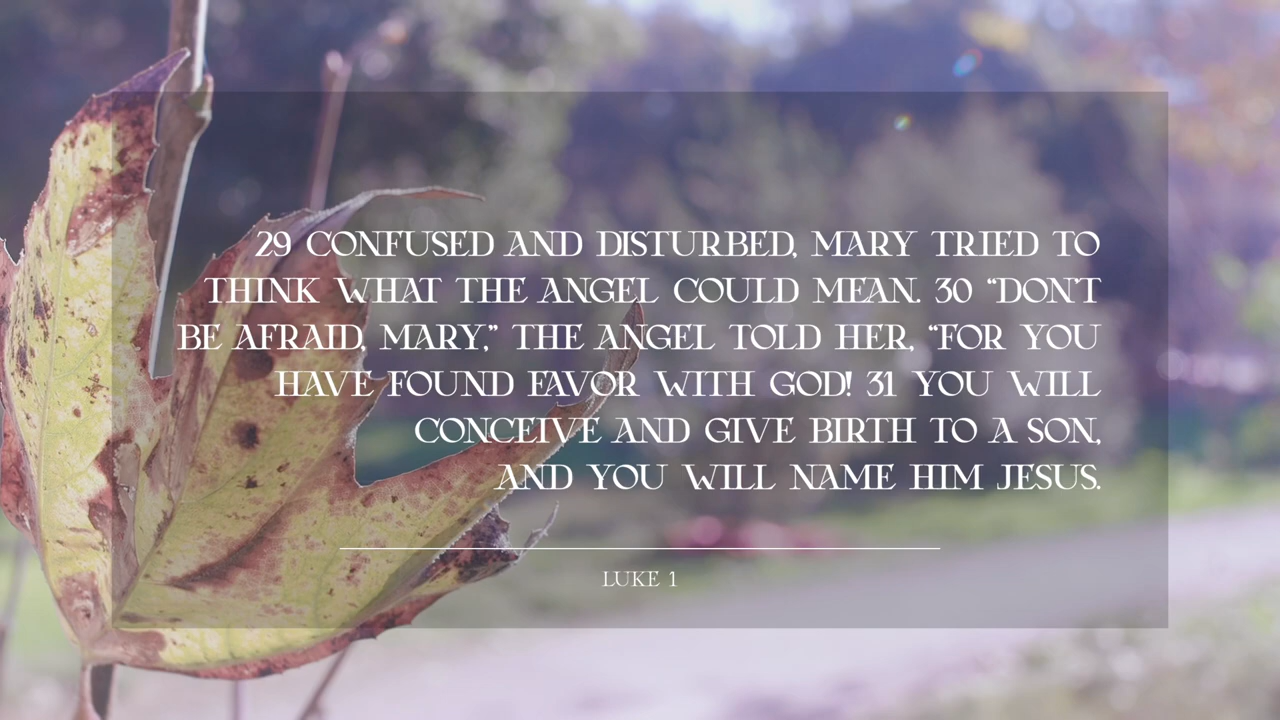 29 CONFUSED AND DISTURBED, MARY TRIED TO
THINK WHAT THE ANGEL COULD MEAN. 30 “DON'T
BE AFRAID, MARY,” THE ANGEL TOLD HER, “FOR YOU
HAVE FOUND FAVOR WITH GOD! 31 YOU WILL
CONCEIVE AND GIVE BIRTH TO A SON,
AND YOU WILL NAME HIM JESUS.
LUKE 1